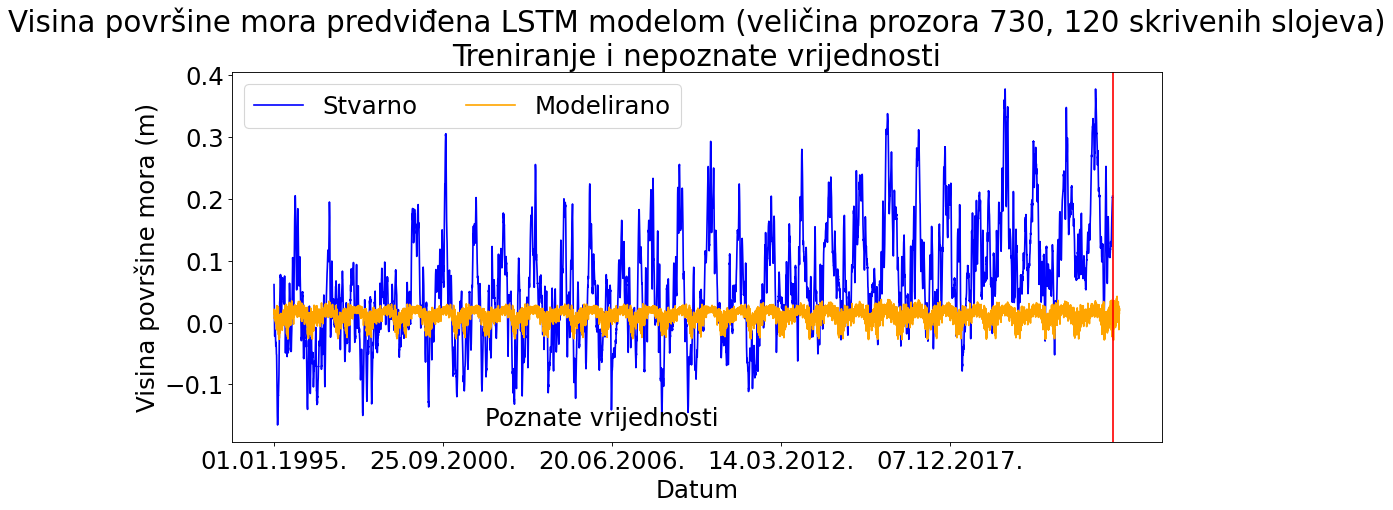 Visina površine mora predviđena LSTM modelom (veličina prozora 730, 120 skrivenih slojeva)
Treniranje i nepoznate vrijednosti
Stvarno
Modelirano
Visina površine mora (m)
0.4
0.3
0.2
0.1
0.0
−0.1
Poznate vrijednosti
01.01.1995.
25.09.2000.
20.06.2006.
14.03.2012.
07.12.2017.
Datum